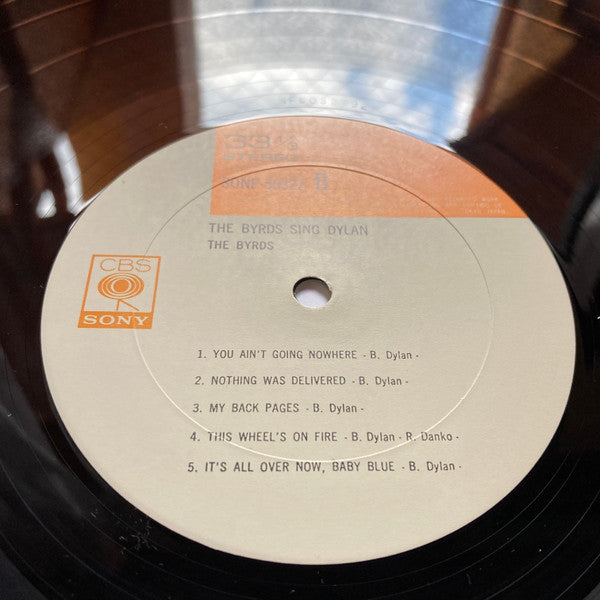 33⅓
STEREO
B
THE BYRDS SING DYLAN
THE BYRDS
CBS
SONY
1. YOU AIN'T GOING NOWHERE - B. Dylan -
2. NOTHING WAS DELIVERED - B. Dylan -
3. MY BACK PAGES - B. Dylan -
4. THIS WHEEL'S ON FIRE - B. Dylan - R. Danko -
5. IT'S ALL OVER NOW, BABY BLUE - B. Dylan -